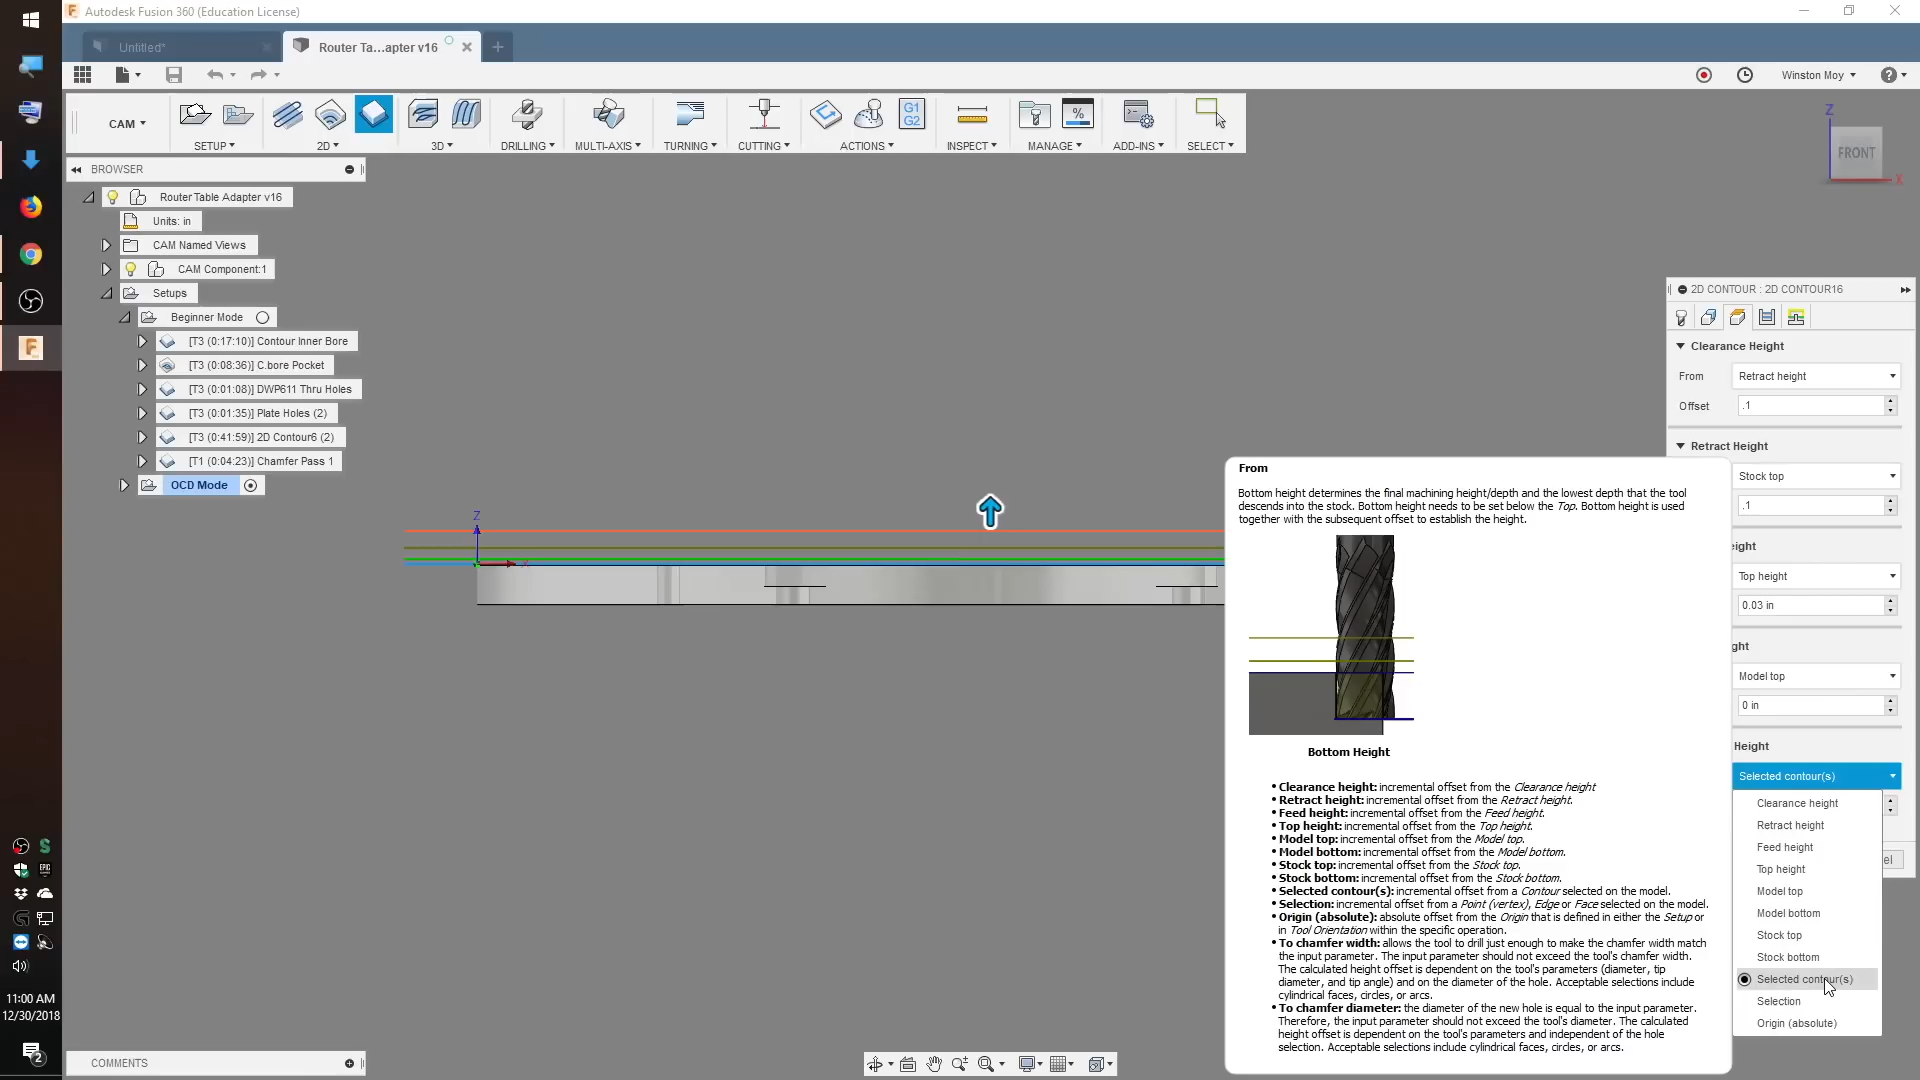 Autodesk Fusion 360 (Education License)
Untitled*
Router Ta...apter v16
Winston Moy
CAM
SETUP
2D
3D
DRILLING
MULTI-AXIS
TURNING
CUTTING
G1
G2
ACTIONS
INSPECT
%
MANAGE
ADD-INS
SELECT
BROWSER
Router Table Adapter v16
Units: in
CAM Named Views
CAM Component:1
Setups
Beginner Mode
[T3 (0:17:10)] Contour Inner Bore
[T3 (0:08:36)] C.bore Pocket
[T3 (0:01:08)] DWP611 Thru Holes
[T3 (0:01:35)] Plate Holes (2)
[T3 (0:41:59)] 2D Contour6 (2)
[T1 (0:04:23)] Chamfer Pass 1
OCD Mode
Z
X
Z
FRONT
X
2D CONTOUR : 2D CONTOUR16
Clearance Height
From
Retract height
Offset
.1
Retract Height
Stock top
.1
eight
Top height
0.03 in
ght
Model top
0 in
Height
Selected contour(s)
Clearance height
Retract height
Feed height
Top height
Model top
Model bottom
Stock top
Stock bottom
Selected contour(s)
Selection
Origin (absolute)
el
From
Bottom height determines the final machining height/depth and the lowest depth that the tool
descends into the stock. Bottom height needs to be set below the Top. Bottom height is used
together with the subsequent offset to establish the height.
Bottom Height
• Clearance height: incremental offset from the Clearance height
• Retract height: incremental offset from the Retract height.
• Feed height: incremental offset from the Feed height.
• Top height: incremental offset from the Top height.
• Model top: incremental offset from the Model top.
• Model bottom: incremental offset from the Model bottom.
• Stock top: incremental offset from the Stock top.
• Stock bottom: incremental offset from the Stock bottom.
• Selected contour(s): incremental offset from a Contour selected on the model.
• Selection: incremental offset from a Point (vertex), Edge or Face selected on the model.
• Origin (absolute): absolute offset from the Origin that is defined in either the Setup or
in Tool Orientation within the specific operation.
• To chamfer width: allows the tool to drill just enough to make the chamfer width match
the input parameter. The input parameter should not exceed the tool's chamfer width.
The calculated height offset is dependent on the tool's parameters (diameter, tip
diameter, and tip angle) and on the diameter of the hole. Acceptable selections include
cylindrical faces, circles, or arcs.
• To chamfer diameter: the diameter of the new hole is equal to the input parameter.
Therefore, the input parameter should not exceed the tool's diameter. The calculated
height offset is dependent on the tool's parameters and independent of the hole
selection. Acceptable selections include cylindrical faces, circles, or arcs.
11:00 AM
12/30/2018
2
COMMENTS